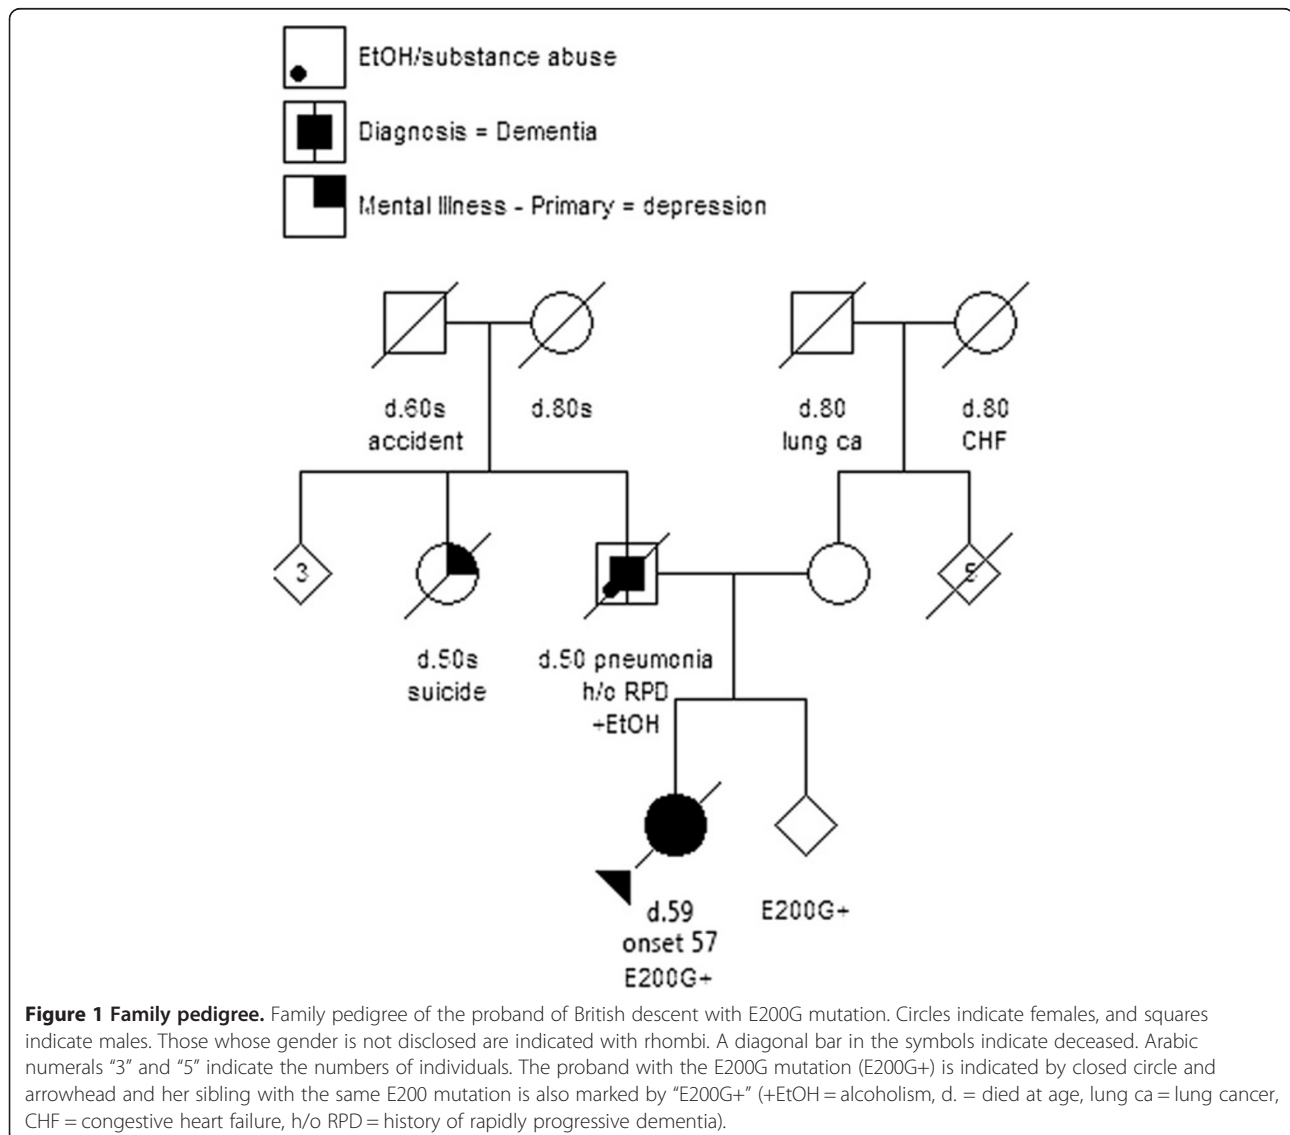 EtOH/substance abuse
Diagnosis = Dementia
Mental Illness - Primary = depression
d.60s d.80s d.80 d.80
accident lung ca CHF
3 5
d.50s d.50 pneumonia
suicide h/o RPD
+EtOH
d.59 E200G+
onset 57
E200G+
Figure 1 Family pedigree. Family pedigree of the proband of British descent with E200G mutation. Circles indicate females, and squares
indicate males. Those whose gender is not disclosed are indicated with rhombi. A diagonal bar in the symbols indicate deceased. Arabic
numerals “3” and “5” indicate the numbers of individuals. The proband with the E200G mutation (E200G+) is indicated by closed circle and
arrowhead and her sibling with the same E200 mutation is also marked by “E200G+” (+EtOH = alcoholism, d. = died at age, lung ca = lung cancer,
CHF = congestive heart failure, h/o RPD = history of rapidly progressive dementia).